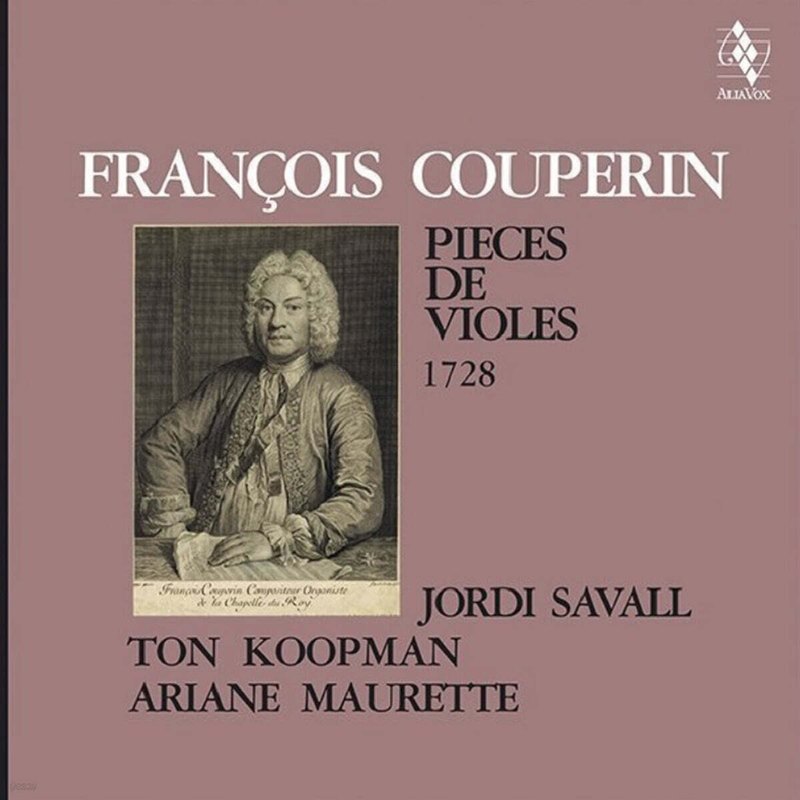 ALIAVOX
FRANÇOIS COUPERIN
PIECES
DE
VIOLES
1728
François Couperin Compositeur Organiste
de la Chapelle du Roy
JORDI SAVALL
TON KOOPMAN
ARIANE MAURETTE